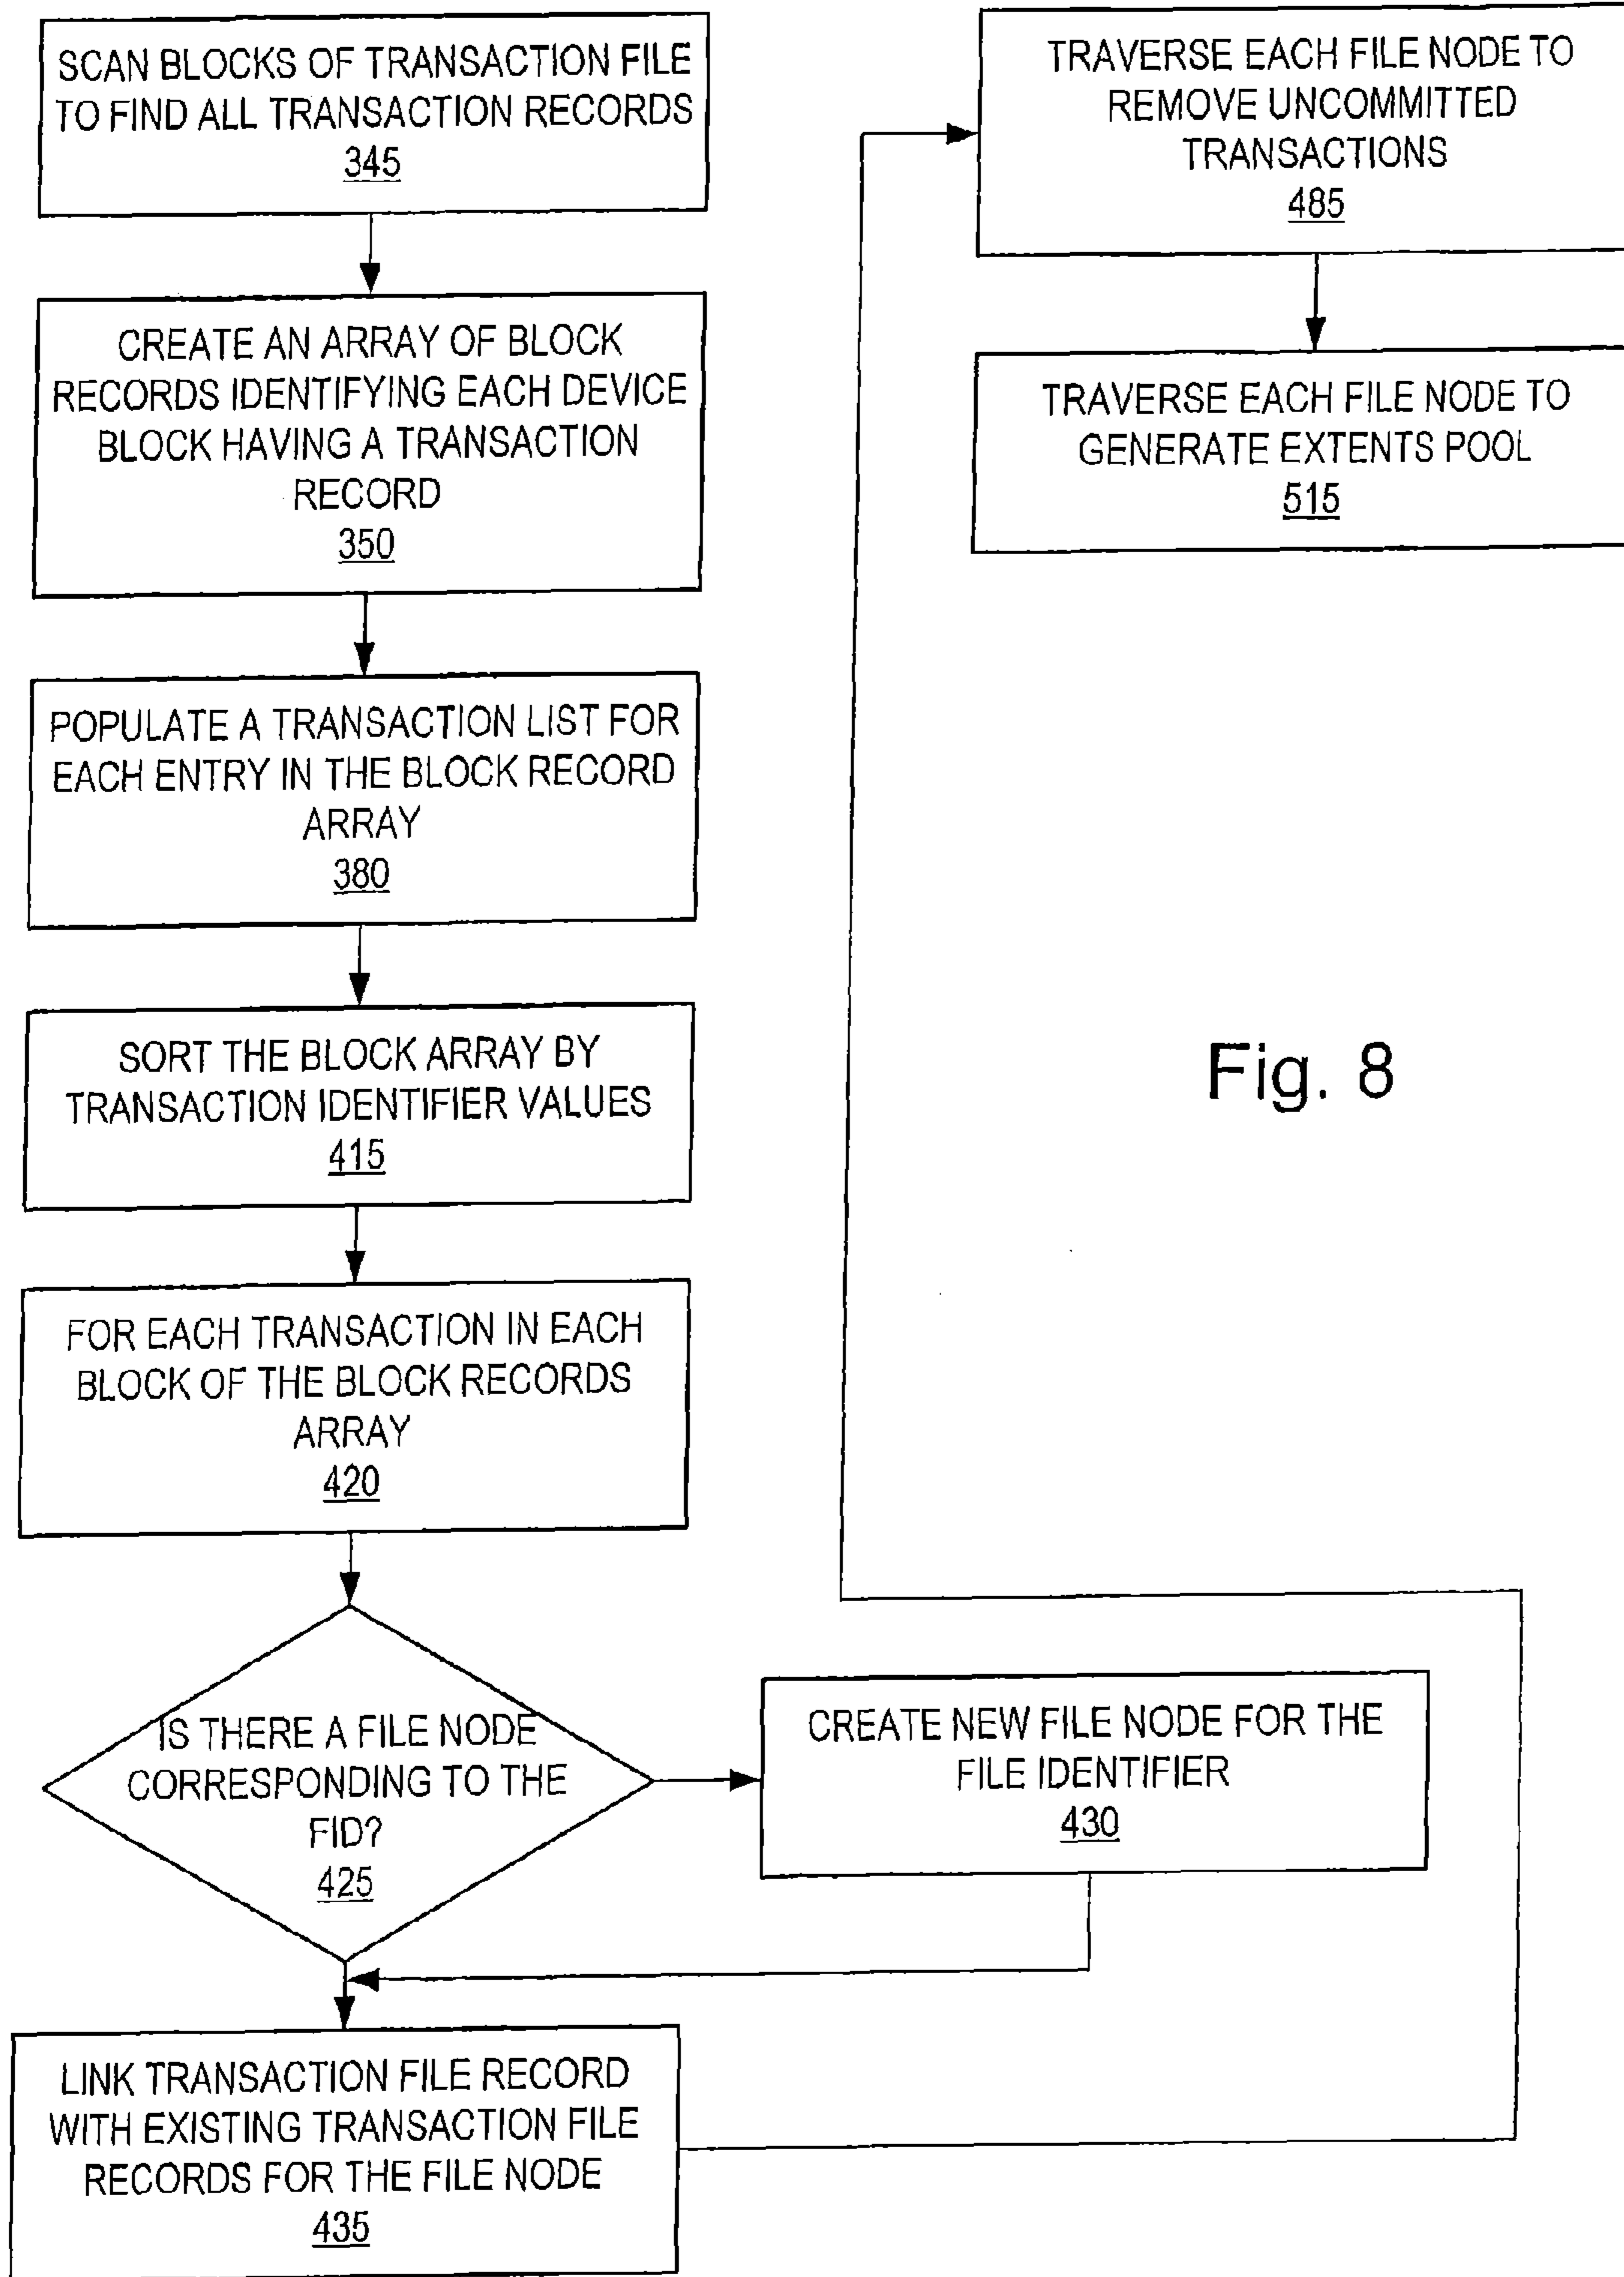 SCAN BLOCKS OF TRANSACTION FILE
TO FIND ALL TRANSACTION RECORDS
345
CREATE AN ARRAY OF BLOCK
RECORDS IDENTIFYING EACH DEVICE
BLOCK HAVING A TRANSACTION
RECORD
350
POPULATE A TRANSACTION LIST FOR
EACH ENTRY IN THE BLOCK RECORD
ARRAY
380
SORT THE BLOCK ARRAY BY
TRANSACTION IDENTIFIER VALUES
415
FOR EACH TRANSACTION IN EACH
BLOCK OF THE BLOCK RECORDS
ARRAY
420
IS THERE A FILE NODE
CORRESPONDING TO THE
FID?
425
CREATE NEW FILE NODE FOR THE
FILE IDENTIFIER
430
LINK TRANSACTION FILE RECORD
WITH EXISTING TRANSACTION FILE
RECORDS FOR THE FILE NODE
435
TRAVERSE EACH FILE NODE TO
REMOVE UNCOMMITTED
TRANSACTIONS
485
TRAVERSE EACH FILE NODE TO
GENERATE EXTENTS POOL
515
Fig. 8